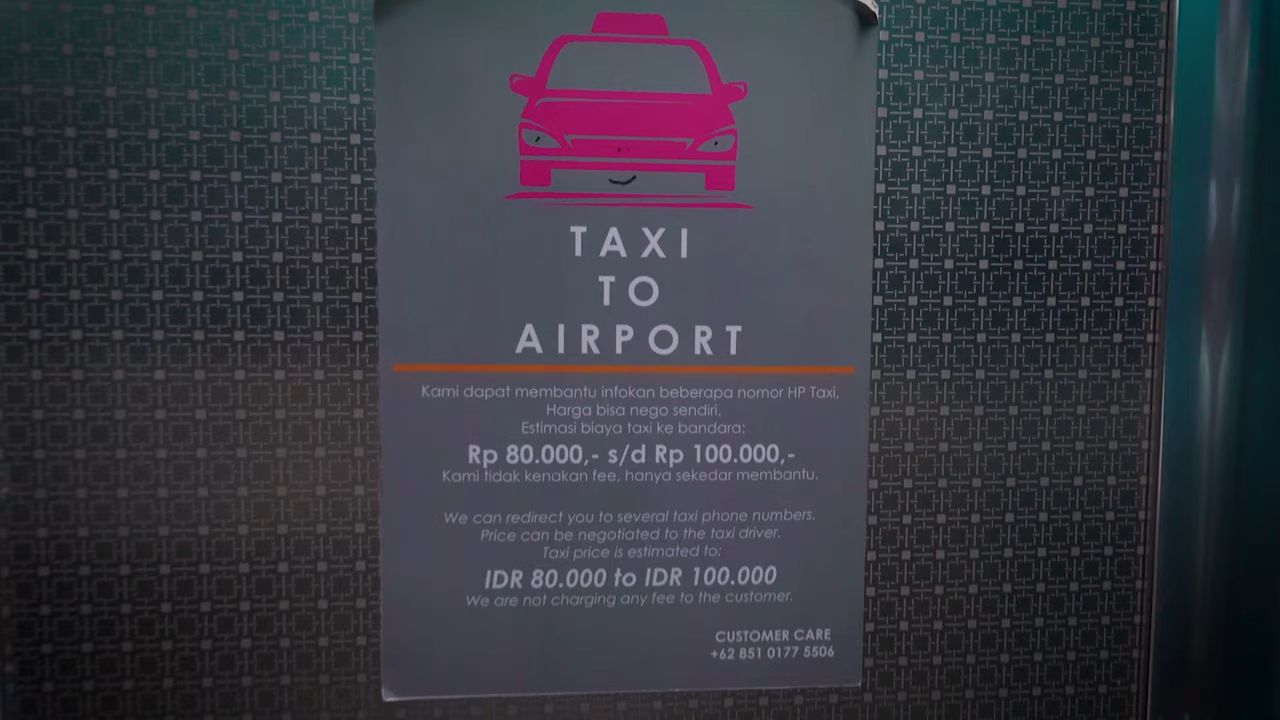 TAXI
TO
AIRPORT
Kami dapat membantu infokan beberapa nomor HP Taxi,
Harga bisa nego sendiri.
Estimasi biaya taxi ke bandara:
Rp 80.000,- s/d Rp 100.000,-
Kami tidak kenakan fee, hanya sekedar membantu.
We can redirect you to several taxi phone numbers.
Price can be negotiated to the taxi driver.
Taxi price is estimated to:
IDR 80.000 to IDR 100.000
We are not charging any fee to the customer.
CUSTOMER CARE
+62 851 0177 5506